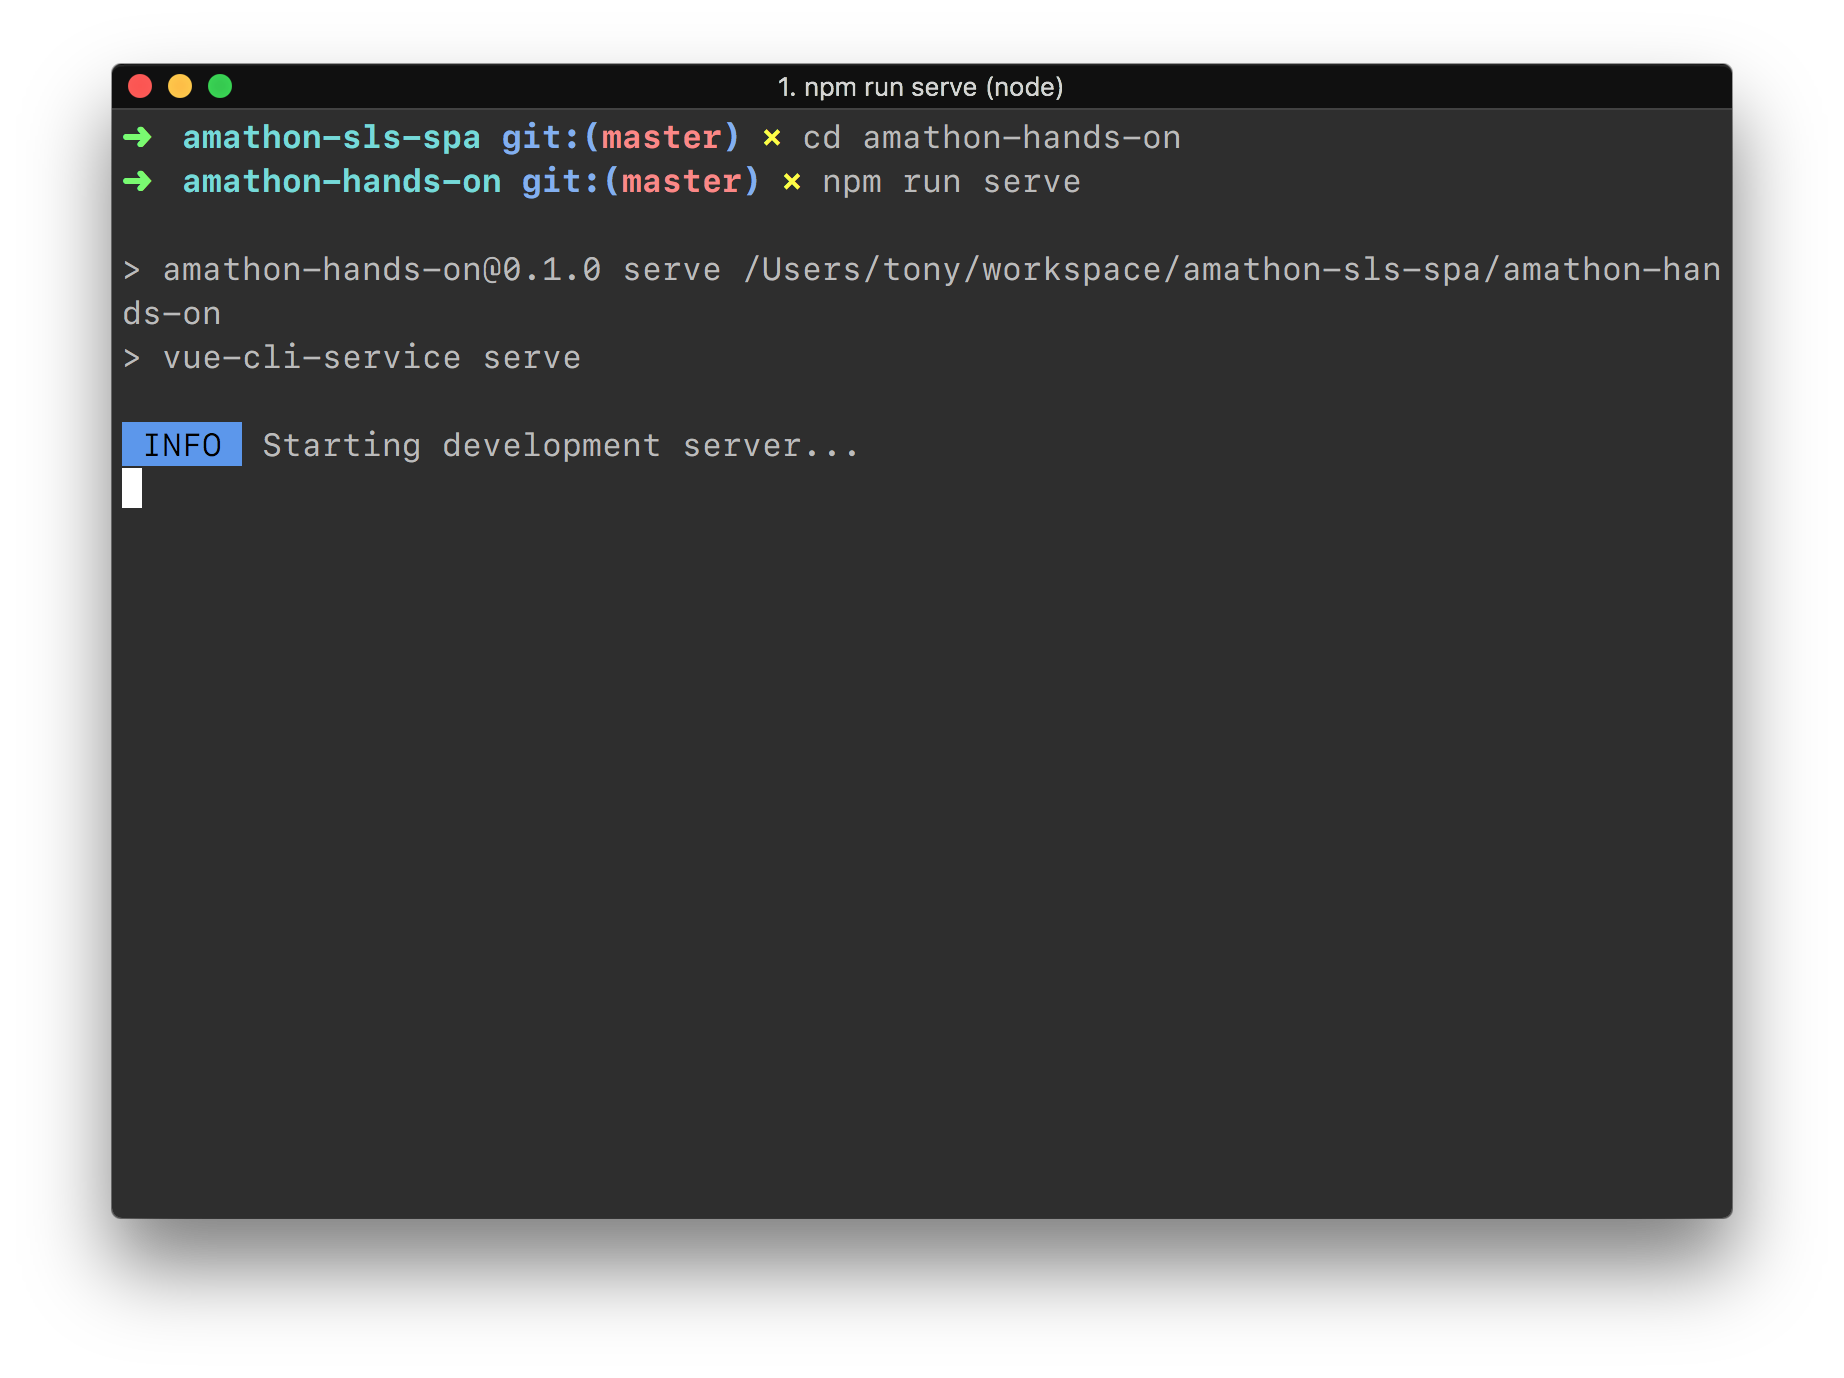 1. npm run serve (node)
➜ amathon-sls-spa git:(master) × cd amathon-hands-on
➜ amathon-hands-on git:(master) × npm run serve
> amathon-hands-on@0.1.0 serve /Users/tony/workspace/amathon-sls-spa/amathon-han
ds-on
> vue-cli-service serve
INFO Starting development server...